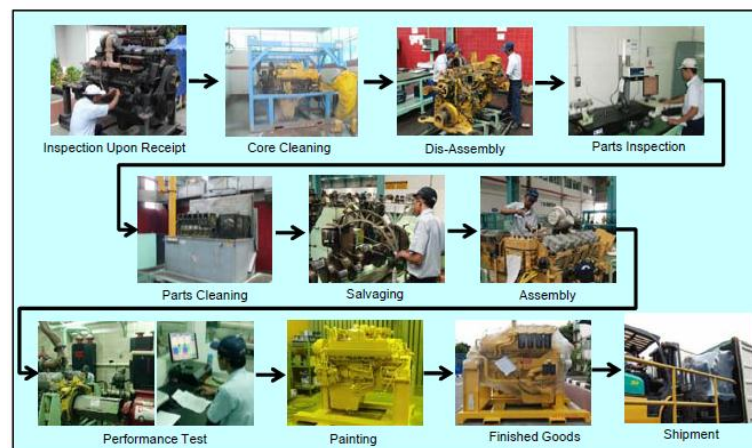 Inspection Upon Receipt
Core Cleaning
Dis-Assembly
Parts Inspection
Parts Cleaning
Salvaging
Assembly
Performance Test
Painting
Finished Goods
Shipment